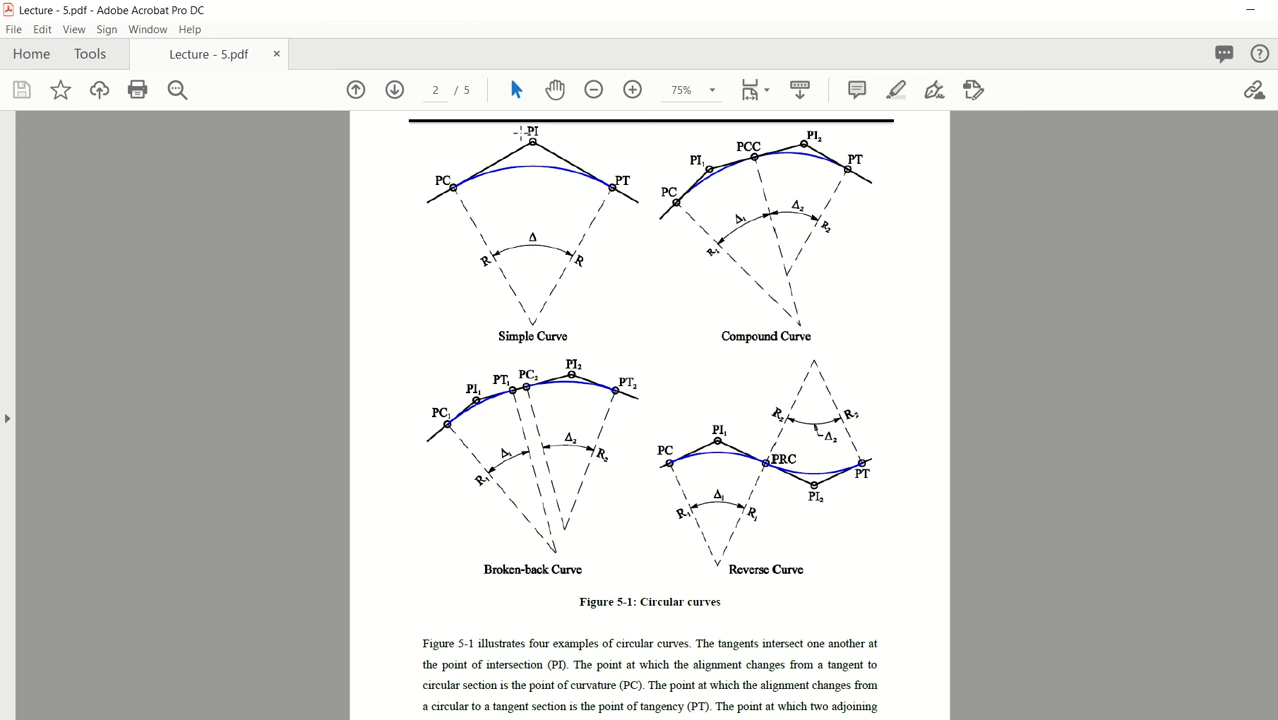 Lecture - 5.pdf - Adobe Acrobat Pro DC
File Edit View Sign Window Help
Home Tools Lecture - 5.pdf ×
2 / 5 75%
PI
PC PT
Δ
R R
Simple Curve
PI₁ PCC PI₂
PC PT
Δ₁ Δ₂
R₁ R₂
Compound Curve
PC₁ PI₁ PT₁ PC₂ PI₂ PT₂
Δ₁ Δ₂
R₁ R₂
Broken-back Curve
R₂ R₂
Δ₂
PC PI₁ PRC PT
PI₂
Δ₁
R₁ R₁
Reverse Curve
Figure 5-1: Circular curves
Figure 5-1 illustrates four examples of circular curves. The tangents intersect one another at
the point of intersection (PI). The point at which the alignment changes from a tangent to
circular section is the point of curvature (PC). The point at which the alignment changes from
a circular to a tangent section is the point of tangency (PT). The point at which two adjoining